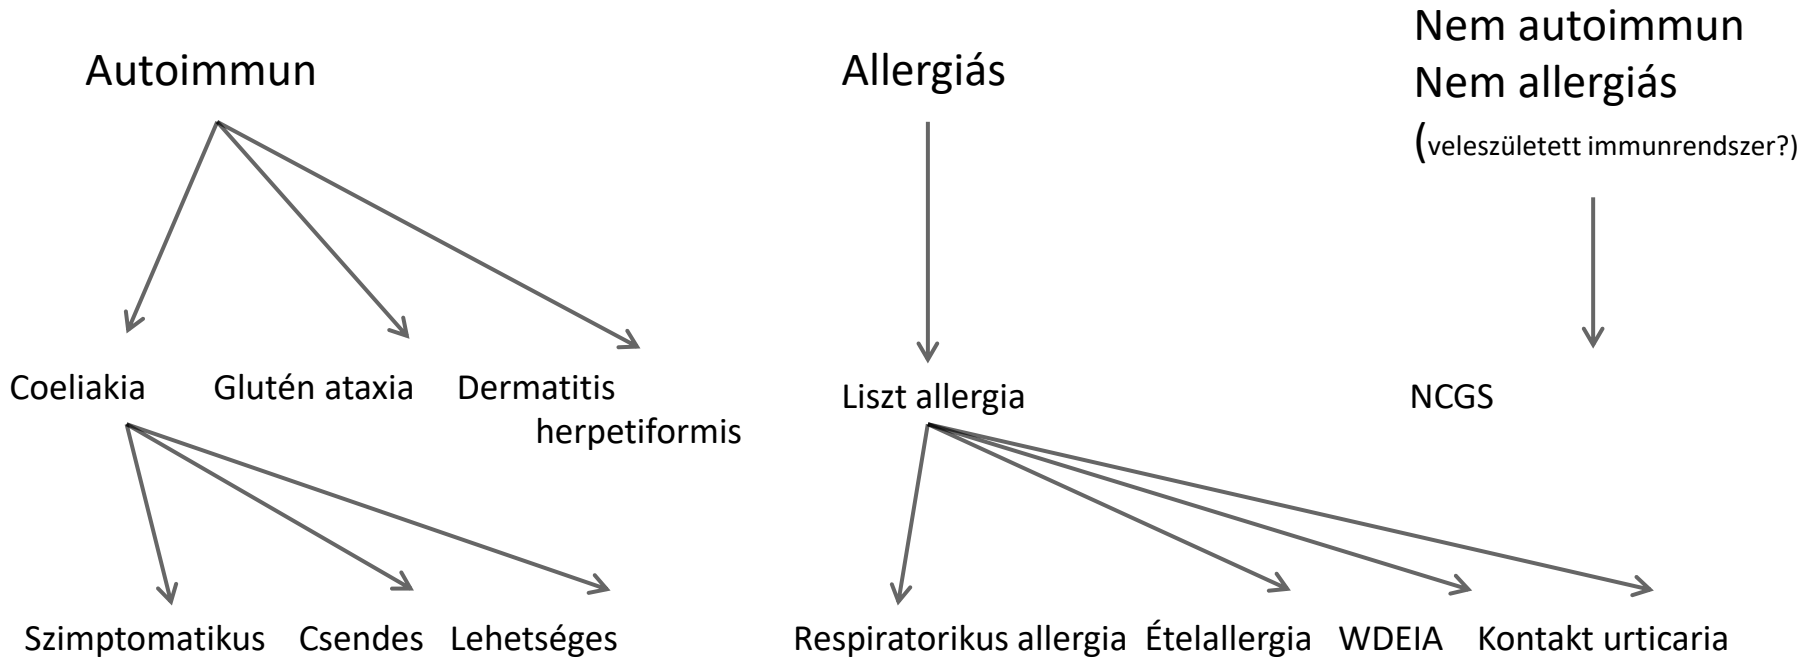 Autoimmun
Allergiás
Nem autoimmun
Nem allergiás
(veleszületett immunrendszer?)
Coeliakia
Glutén ataxia
Dermatitis
herpetiformis
Liszt allergia
NCGS
Szimptomatikus
Csendes
Lehetséges
Respiratorikus allergia
Ételallergia
WDEIA
Kontakt urticaria